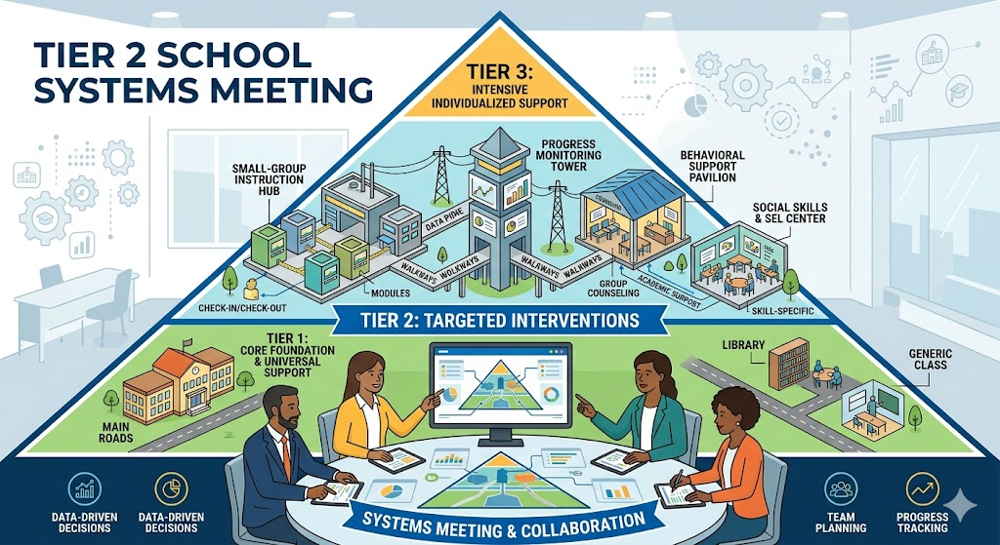 TIER 2 SCHOOL
SYSTEMS MEETING
TIER 3:
INTENSIVE
INDIVIDUALIZED SUPPORT
SMALL-GROUP
INSTRUCTION
HUB
PROGRESS
MONITORING
TOWER
BEHAVIORAL
SUPPORT
PAVILION
SOCIAL SKILLS
& SEL CENTER
COUNSELING
DATA PIME
WALKWAYS WOLKWAYS
WALKWAYS WALKWAYS
MODULES
CHECK-IN/CHECK-OUT
GROUP
COUNSELING
ACADEMIC SUPPORT
SKILL-SPECIFIC
TIER 2: TARGETED INTERVENTIONS
TIER 1:
CORE FOUNDATION
& UNIVERSAL
SUPPORT
MAIN
ROADS
LIBRARY
GENERIC
CLASS
SYSTEMS MEETING & COLLABORATION
DATA-DRIVEN
DECISIONS
DATA-DRIVEN
DECISIONS
TEAM
PLANNING
PROGRESS
TRACKING